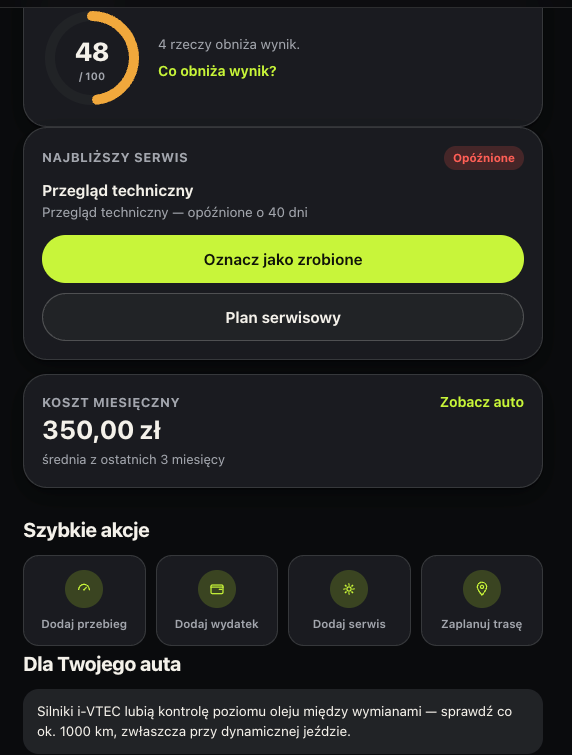 48
/ 100
4 rzeczy obniża wynik.
Co obniża wynik?
NAJBLIŻSZY SERWIS
Opóźnione
Przegląd techniczny
Przegląd techniczny — opóźnione o 40 dni
Oznacz jako zrobione
Plan serwisowy
KOSZT MIESIĘCZNY
Zobacz auto
350,00 zł
średnia z ostatnich 3 miesięcy
Szybkie akcje
Dodaj przebieg
Dodaj wydatek
Dodaj serwis
Zaplanuj trasę
Dla Twojego auta
Silniki i-VTEC lubią kontrolę poziomu oleju między wymianami — sprawdź co
ok. 1000 km, zwłaszcza przy dynamicznej jeździe.